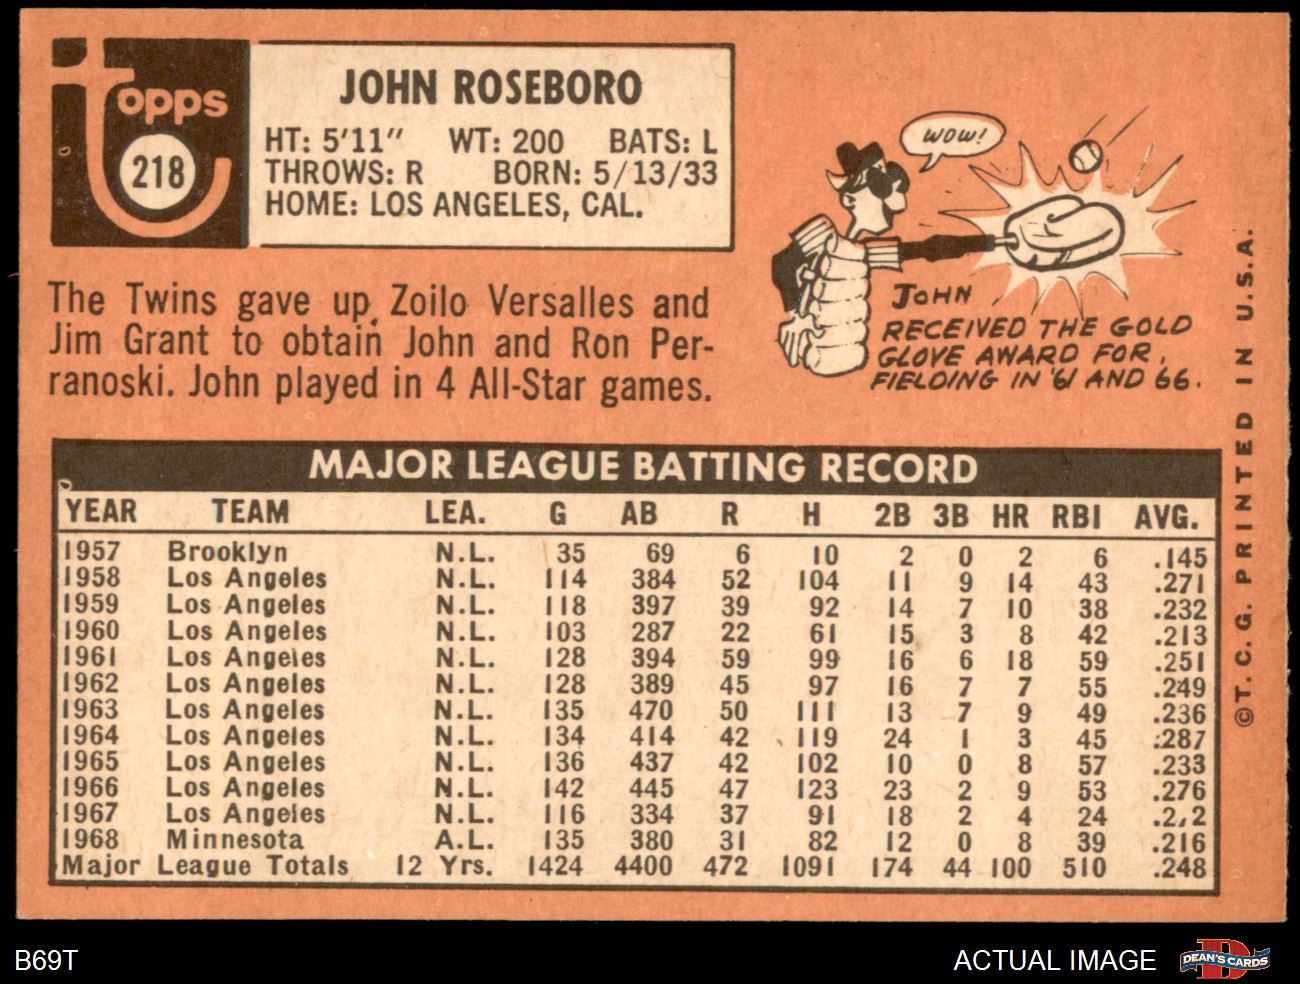 topps
218
JOHN ROSEBORO
HT: 5'11" WT: 200 BATS: L
THROWS: R BORN: 5/13/33
HOME: LOS ANGELES, CAL.
The Twins gave up Zoilo Versalles and
Jim Grant to obtain John and Ron Per-
ranoski. John played in 4 All-Star games.
WOW!
JOHN
RECEIVED THE GOLD
GLOVE AWARD FOR
FIELDING IN '61 AND 66.
MAJOR LEAGUE BATTING RECORD
YEAR TEAM LEA. G AB R H 2B 3B HR RBI AVG.
1957 Brooklyn N.L. 35 69 6 10 2 0 2 6 .145
1958 Los Angeles N.L. 114 384 52 104 11 9 14 43 .271
1959 Los Angeles N.L. 118 397 39 92 14 7 10 38 .232
1960 Los Angeles N.L. 103 287 22 61 15 3 8 42 .213
1961 Los Angeles N.L. 128 394 59 99 16 6 18 59 .251
1962 Los Angeles N.L. 128 389 45 97 16 7 7 55 .249
1963 Los Angeles N.L. 135 470 50 111 13 7 9 49 .236
1964 Los Angeles N.L. 134 414 42 119 24 1 3 45 .287
1965 Los Angeles N.L. 136 437 42 102 10 0 8 57 .233
1966 Los Angeles N.L. 142 445 47 123 23 2 9 53 .276
1967 Los Angeles N.L. 116 334 37 91 18 2 4 24
1968 Minnesota A.L. 135 380 31 82 12 0 8 39 .216
Major League Totals 12 Yrs. 1424 4400 472 1091 174 44 100 510 .248
©T. C. G. PRINTED IN U.S.A.
B69T
ACTUAL IMAGE
D
DEAN'S CARDS